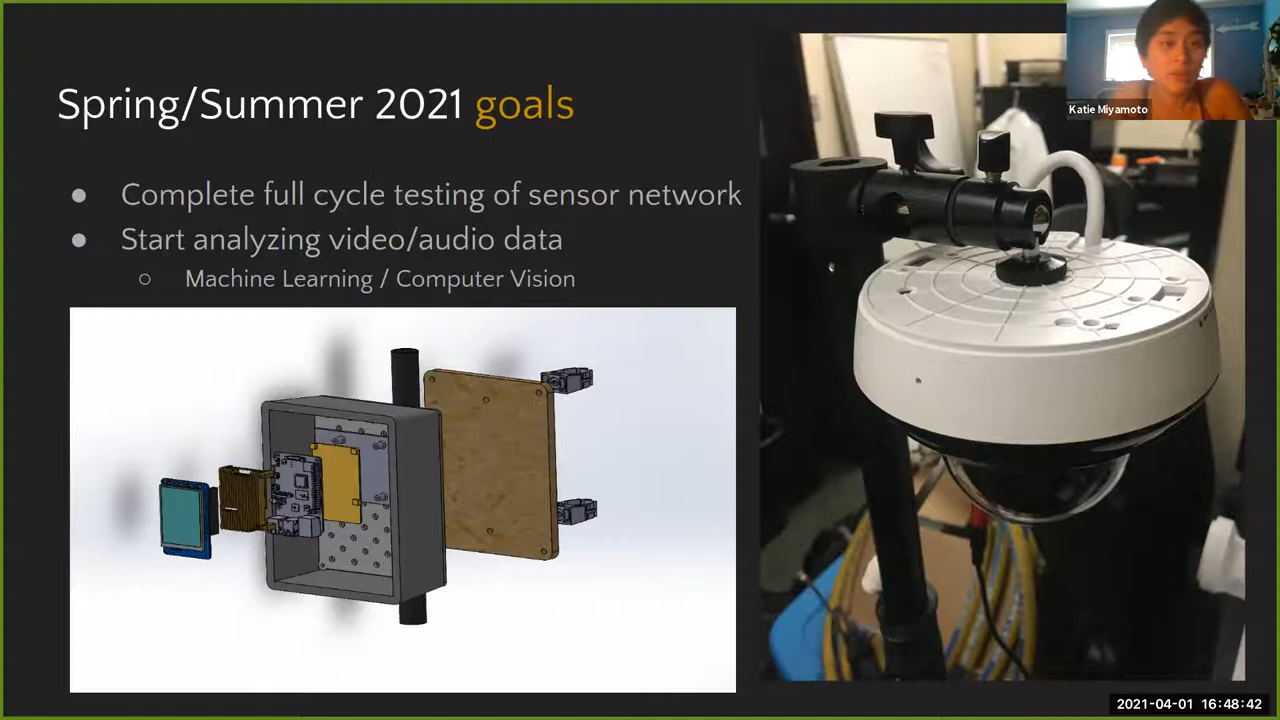 Spring/Summer 2021 goals
● Complete full cycle testing of sensor network
● Start analyzing video/audio data
○ Machine Learning / Computer Vision
Katie Miyamoto
2021-04-01 16:48:42